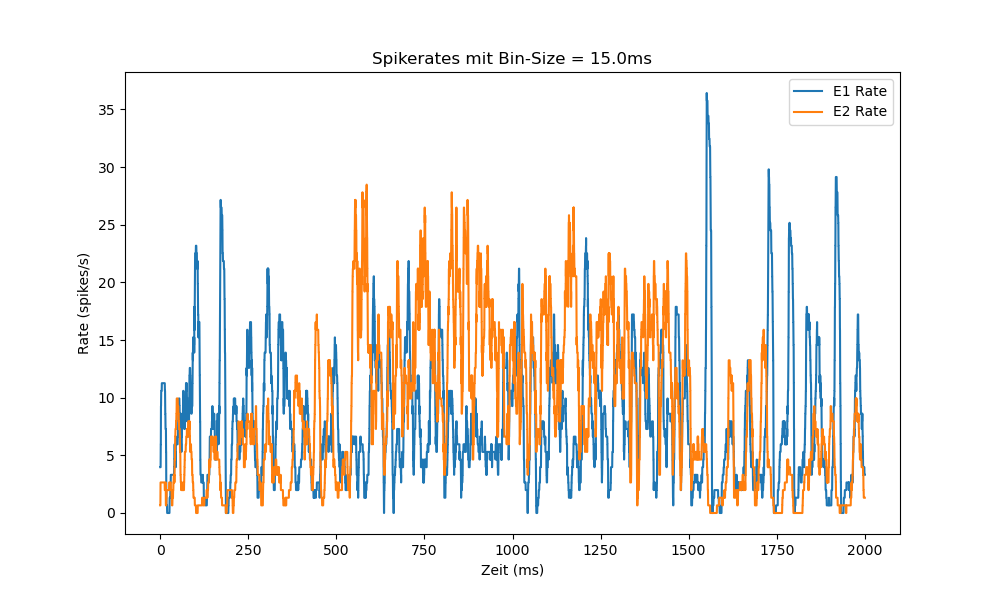 Spikerates mit Bin-Size = 15.0ms
E1 Rate
E2 Rate
Rate (spikes/s)
35
30
25
20
15
10
5
0
0 250 500 750 1000 1250 1500 1750 2000
Zeit (ms)